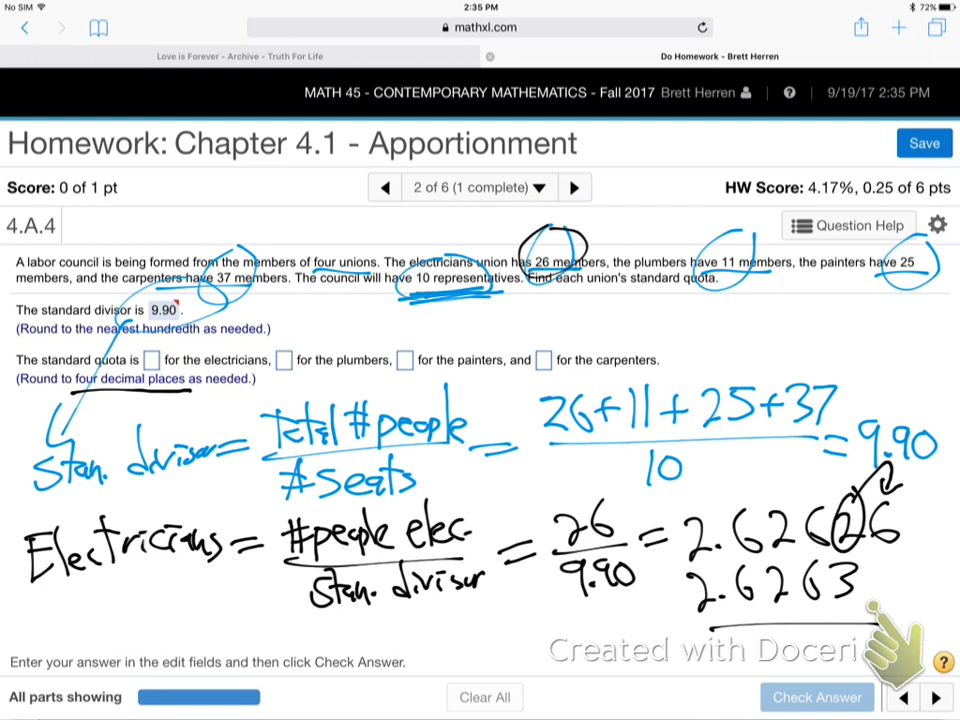 No SIM 2:35 PM 72%
mathxl.com
Love is Forever - Archive - Truth For Life Do Homework - Brett Herren
MATH 45 - CONTEMPORARY MATHEMATICS - Fall 2017 Brett Herren ? 9/19/17 2:35 PM
Homework: Chapter 4.1 - Apportionment Save
Score: 0 of 1 pt 2 of 6 (1 complete) HW Score: 4.17%, 0.25 of 6 pts
4.A.4 Question Help
A labor council is being formed from the members of four unions. The electricians union has 26 members, the plumbers have 11 members, the painters have 25
members, and the carpenters have 37 members. The council will have 10 representatives. Find each union's standard quota.
The standard divisor is 9.90.
(Round to the nearest hundredth as needed.)
The standard quota is for the electricians, for the plumbers, for the painters, and for the carpenters.
(Round to four decimal places as needed.)
Stan. divisor = Total #people / # seats = 26+11+25+37 / 10 = 9.90
Electricians = #people elec. / Stan. divisor = 26 / 9.90 = 2.62626
2.6263
Created with Doceri
Enter your answer in the edit fields and then click Check Answer. ?
All parts showing Clear All Check Answer